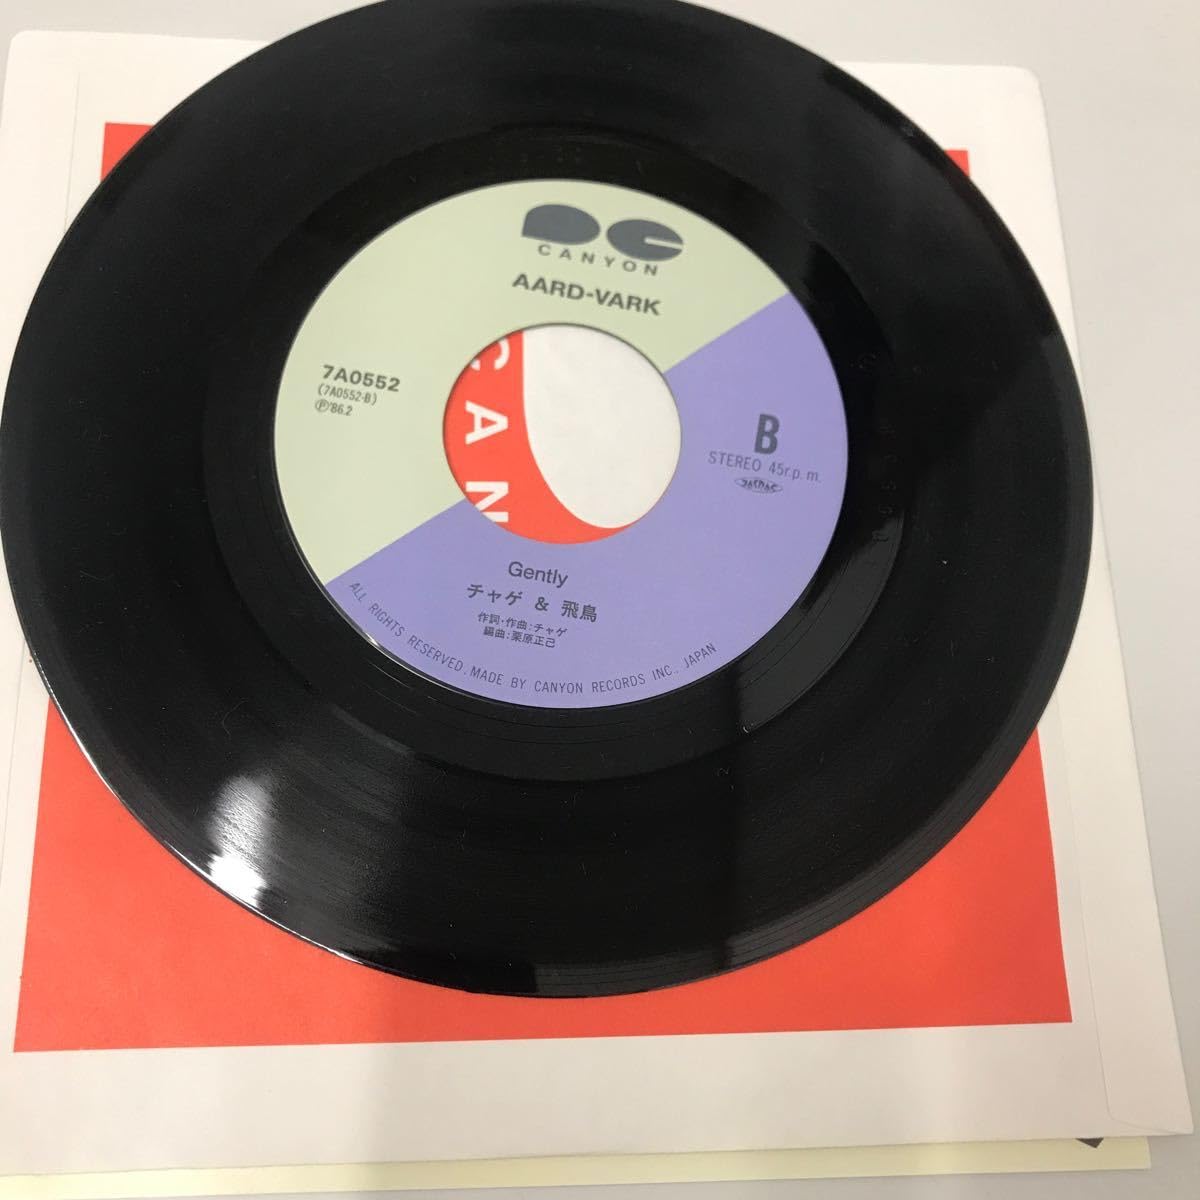 CANYON
AARD-VARK
7A0552
(7A0552-B)
Ⓟ'86.2
B
STEREO 45r.p.m.
JASRAC
CAN
Gently
チャゲ & 飛鳥
作詞・作曲:チャゲ
編曲:栗原正己
ALL RIGHTS RESERVED. MADE BY CANYON RECORDS INC., JAPAN